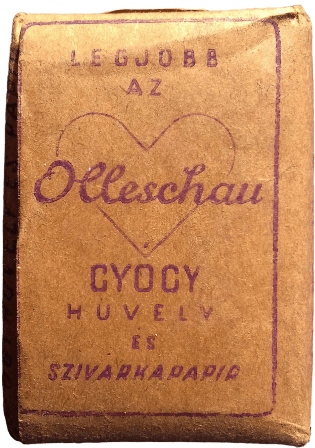 LEGJOBB
AZ
Olleschau
GYÓGY
HÜVELY
ÉS
SZIVARKAPAPIR